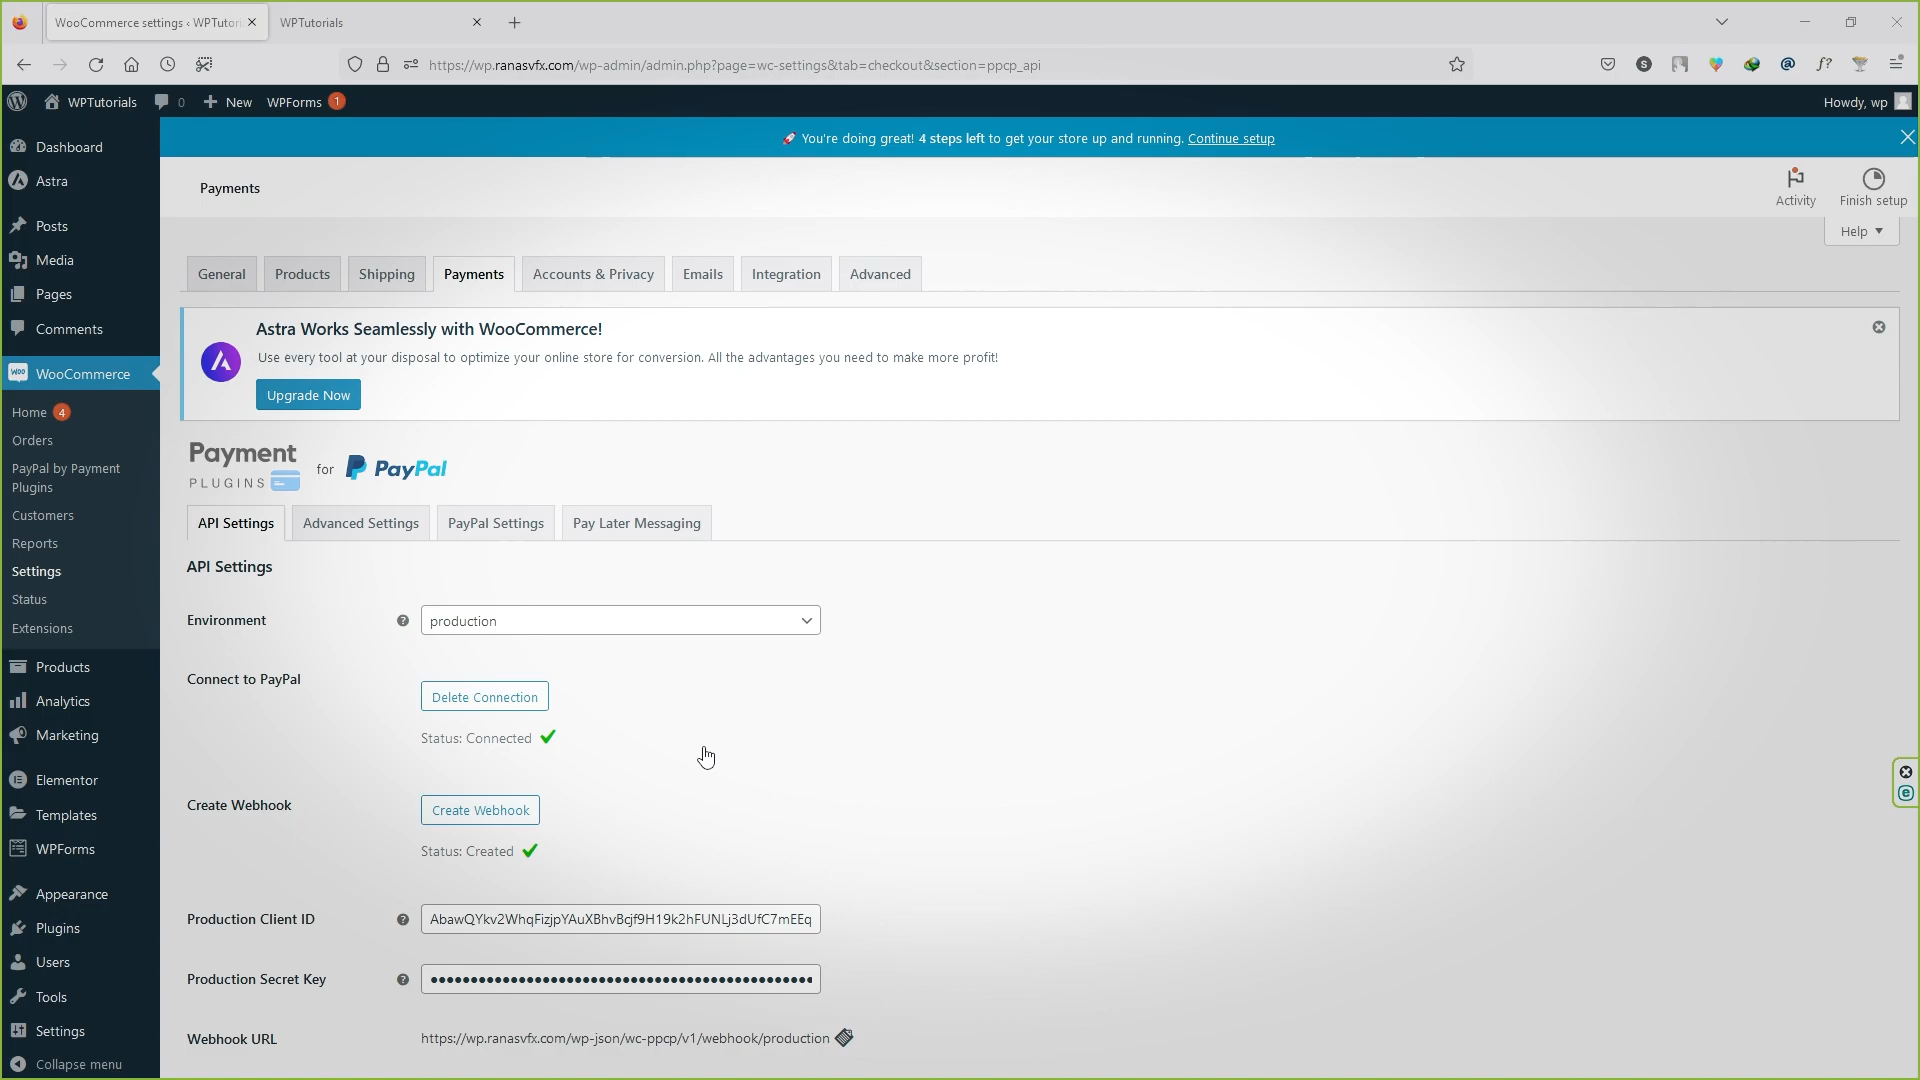 WooCommerce settings ‹ WPTutori
WPTutorials
https://wp.ranasvfx.com/wp-admin/admin.php?page=wc-settings&tab=checkout&section=ppcp_api
WPTutorials
0
New
WPForms 1
Howdy, wp
🚀 You're doing great! 4 steps left to get your store up and running. Continue setup
Dashboard
Astra
Posts
Media
Pages
Comments
WooCommerce
Home 4
Orders
PayPal by Payment
Plugins
Customers
Reports
Settings
Status
Extensions
Products
Analytics
Marketing
Elementor
Templates
WPForms
Appearance
Plugins
Users
Tools
Settings
Collapse menu
Payments
Activity
Finish setup
Help
General
Products
Shipping
Payments
Accounts & Privacy
Emails
Integration
Advanced
Astra Works Seamlessly with WooCommerce!
Use every tool at your disposal to optimize your online store for conversion. All the advantages you need to make more profit!
Upgrade Now
Payment
PLUGINS
for
PayPal
API Settings
Advanced Settings
PayPal Settings
Pay Later Messaging
API Settings
Environment
production
Connect to PayPal
Delete Connection
Status: Connected
Create Webhook
Create Webhook
Status: Created
Production Client ID
AbawQYkv2WhqFizjpYAuXBhvBcjf9H19k2hFUNLj3dUfC7mEEq
Production Secret Key
Webhook URL
https://wp.ranasvfx.com/wp-json/wc-ppcp/v1/webhook/production